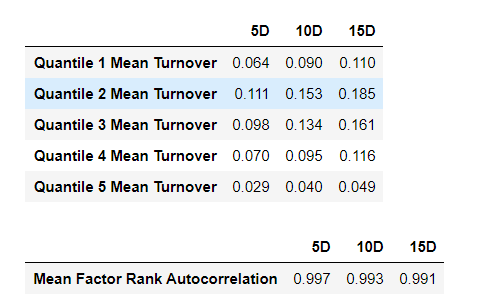 5D 10D 15D
Quantile 1 Mean Turnover 0.064 0.090 0.110
Quantile 2 Mean Turnover 0.111 0.153 0.185
Quantile 3 Mean Turnover 0.098 0.134 0.161
Quantile 4 Mean Turnover 0.070 0.095 0.116
Quantile 5 Mean Turnover 0.029 0.040 0.049
5D 10D 15D
Mean Factor Rank Autocorrelation 0.997 0.993 0.991